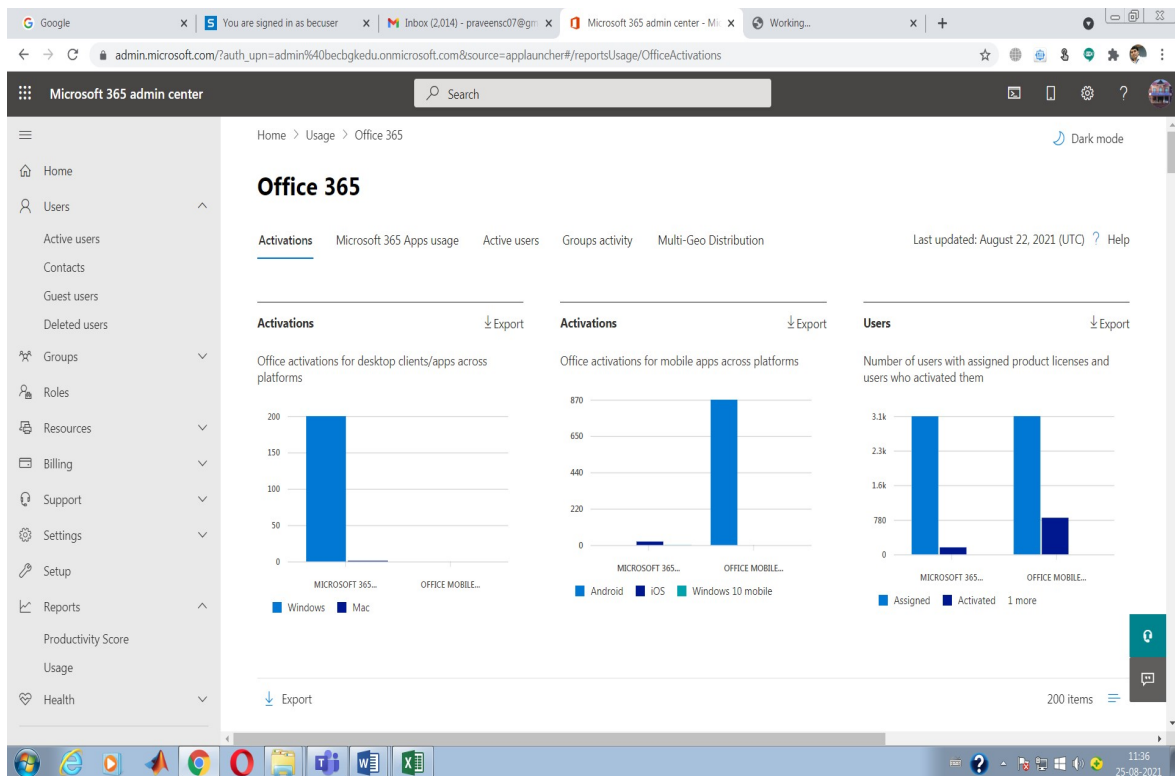 Google
You are signed in as becuser
Inbox (2,014) - praveensc07@gm
Microsoft 365 admin center - Mi
Working...
admin.microsoft.com/?auth_upn=admin%40becbgkedu.onmicrosoft.com&source=applauncher#/reportsUsage/OfficeActivations
Microsoft 365 admin center
Search
Home > Usage > Office 365
Dark mode
Home
Users
Active users
Contacts
Guest users
Deleted users
Groups
Roles
Resources
Billing
Support
Settings
Setup
Reports
Productivity Score
Usage
Health
Office 365
Activations Microsoft 365 Apps usage Active users Groups activity Multi-Geo Distribution
Last updated: August 22, 2021 (UTC) ? Help
Activations Export
Office activations for desktop clients/apps across
platforms
200
150
100
50
0
MICROSOFT 365... OFFICE MOBILE...
Windows Mac
Activations Export
Office activations for mobile apps across platforms
870
650
440
220
0
MICROSOFT 365... OFFICE MOBILE...
Android iOS Windows 10 mobile
Users Export
Number of users with assigned product licenses and
users who activated them
3.1k
2.3k
1.6k
780
0
MICROSOFT 365... OFFICE MOBILE...
Assigned Activated 1 more
Export
200 items
11:36
25-08-2021